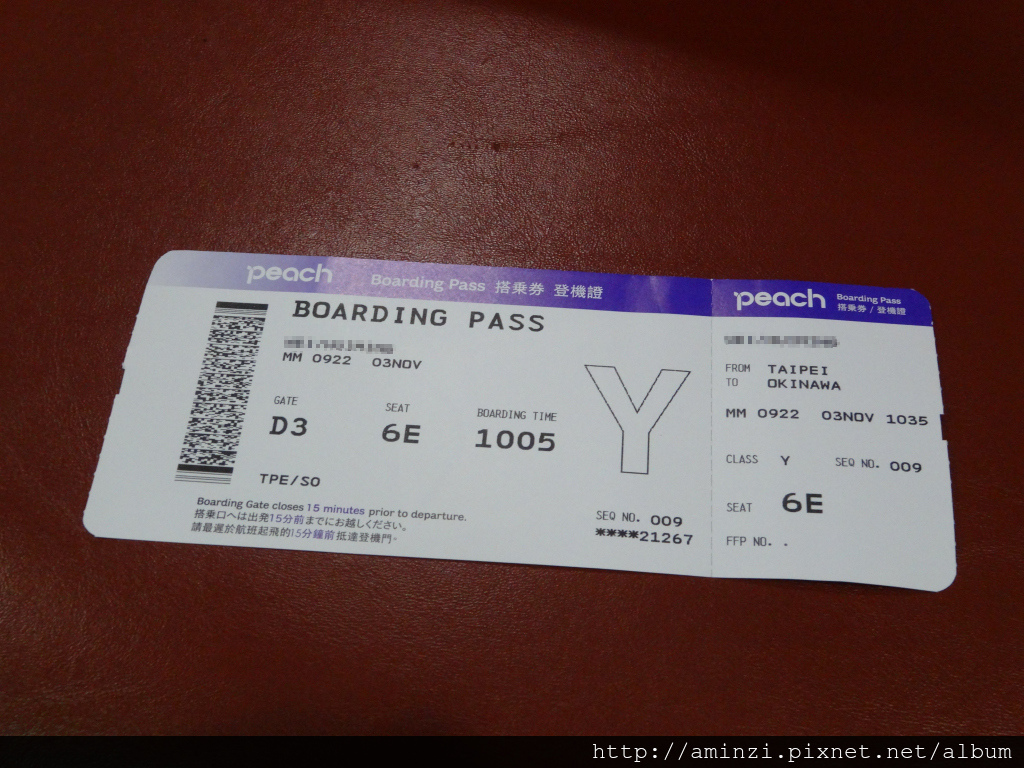 peach Boarding Pass 搭乗券 登機證
BOARDING PASS
MM 0922 03NOV
GATE SEAT BOARDING TIME
D3 6E 1005
Y
TPE/SO
Boarding Gate closes 15 minutes prior to departure.
搭乗口へは出発15分前までにお越しください。
請最遲於航班起飛的15分鐘前抵達登機門。
SEQ NO. 009
****21267
peach Boarding Pass
搭乗券 / 登機證
FROM TAIPEI
TO OKINAWA
MM 0922 03NOV 1035
CLASS Y SEQ NO. 009
SEAT 6E
FFP NO. .
http://aminzi.pixnet.net/album